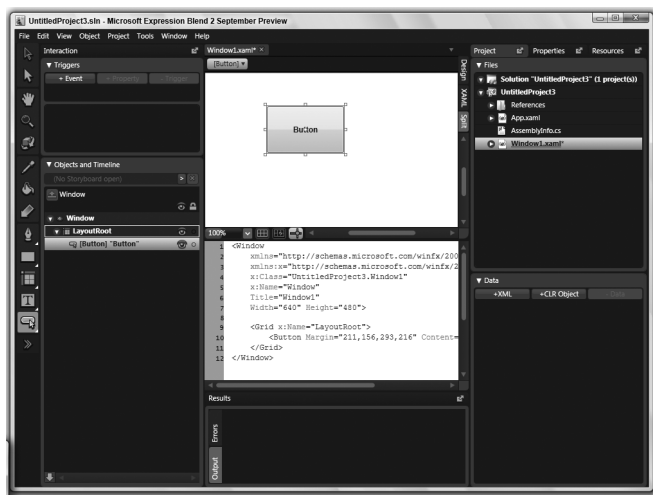 UntitledProject3.sln - Microsoft Expression Blend 2 September Preview
File Edit View Object Project Tools Window Help
Interaction
Triggers
+ Event + Property - Trigger
Objects and Timeline
(No Storyboard open)
Window
Window
LayoutRoot
[Button] "Button"
Window1.xaml* ×
[Button]
Button
Design
XAML
Split
100%
1 <Window
2 xmlns="http://schemas.microsoft.com/winfx/200
3 xmlns:x="http://schemas.microsoft.com/winfx/2
4 x:Class="UntitledProject3.Window1"
5 x:Name="Window"
6 Title="Window1"
7 Width="640" Height="480">
8
9 <Grid x:Name="LayoutRoot">
10 <Button Margin="211,156,293,216" Content=
11 </Grid>
12 </Window>
Results
Errors
Output
Project Properties Resources
Files
Solution "UntitledProject3" (1 project(s))
UntitledProject3
References
App.xaml
AssemblyInfo.cs
Window1.xaml*
Data
+XML +CLR Object - Data